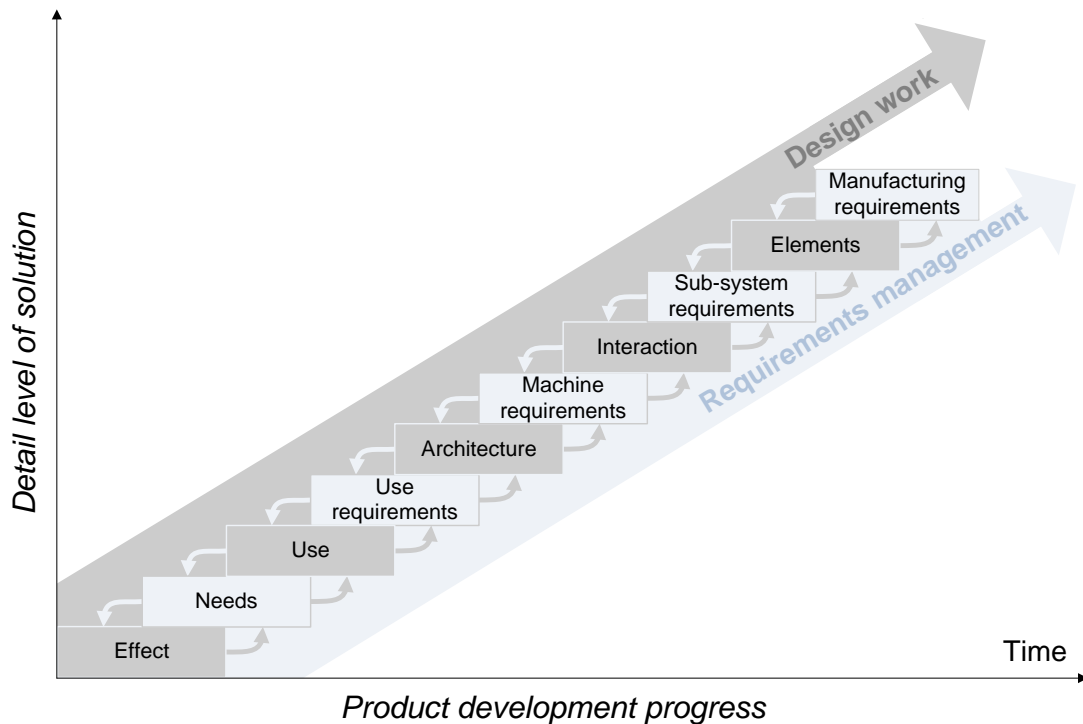 Design work
Manufacturing
requirements
Elements
Requirements management
Sub-system
requirements
Interaction
Machine
requirements
Architecture
Use
requirements
Use
Needs
Effect
Detail level of solution
Time
Product development progress